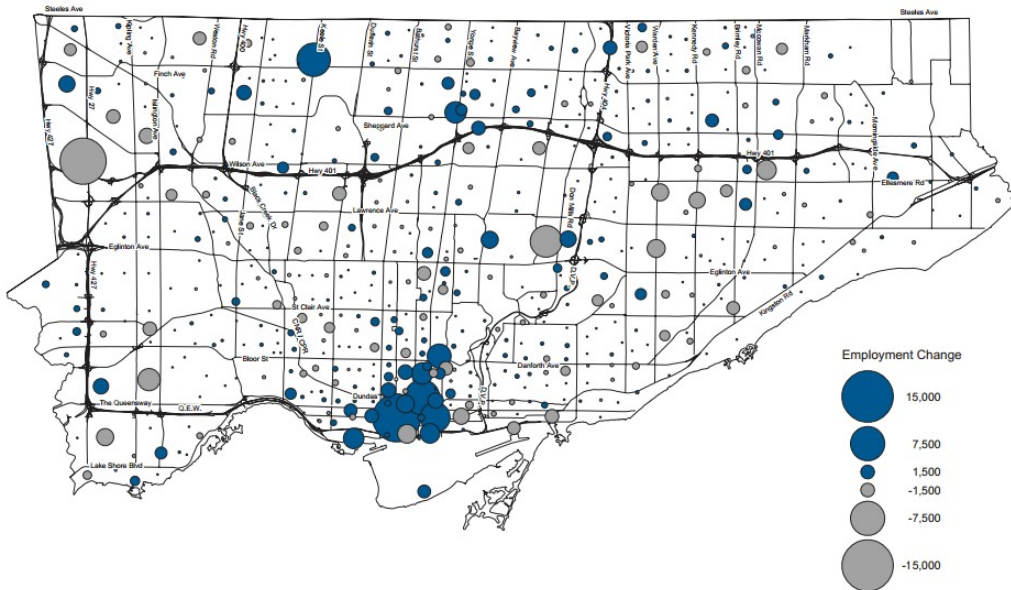 Steeles Ave
Steeles Ave
Kipling Ave
Weston Rd
Hwy 400
Keele St
Dufferin St
Bathurst St
Yonge St
Bayview Ave
Hwy 404
Victoria Park Ave
Warden Ave
Kennedy Rd
Brimley Rd
McCowan Rd
Markham Rd
Finch Ave
Hwy 27
Islington Ave
Hwy 427
Sheppard Ave
Morningside Ave
Wilson Ave
Hwy 401
Hwy 401
Ellesmere Rd
Black Creek Dr
Jane St
Don Mills Rd
Lawrence Ave
Eglinton Ave
Hwy 427
D.V.P.
Eglinton Ave
Kingston Rd
St Clair Ave
CNR / CPR
Bloor St
Danforth Ave
D.V.P.
Dundas
The Queensway
Q.E.W.
Lake Shore Blvd
Employment Change
15,000
7,500
1,500
-1,500
-7,500
-15,000